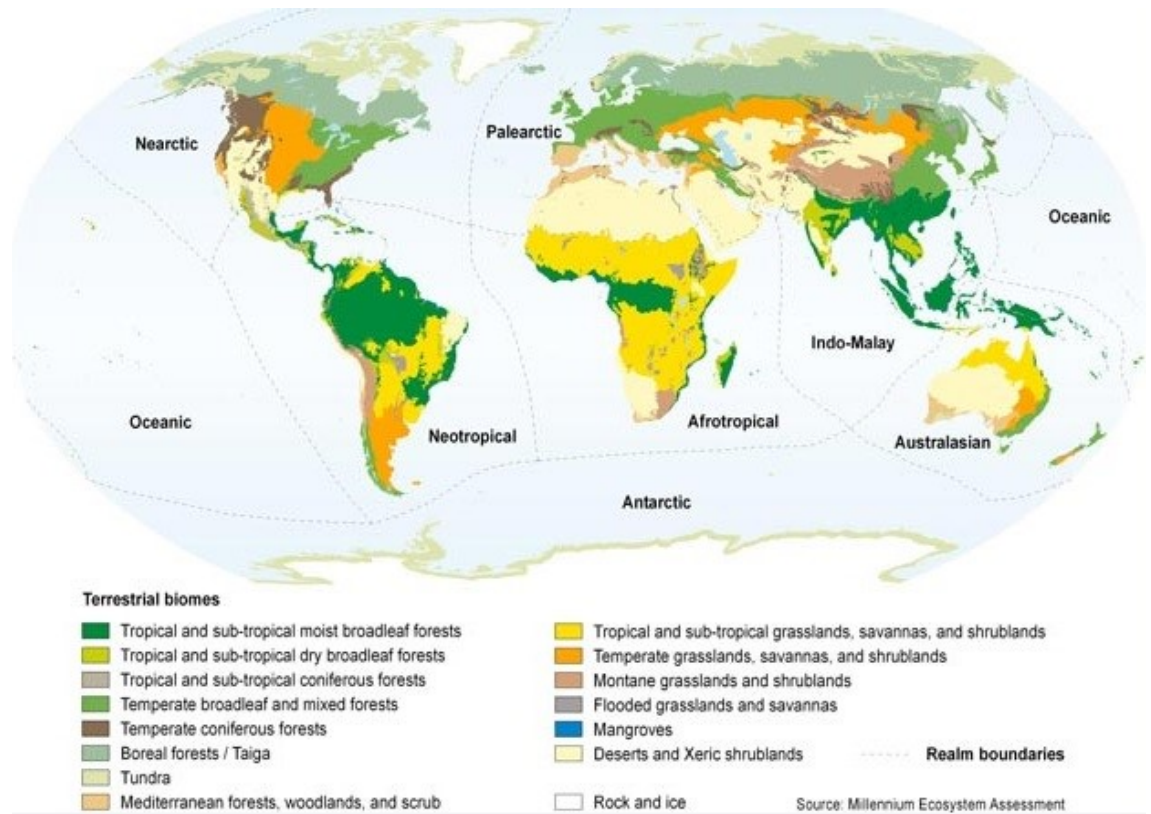 Nearctic
Palearctic
Oceanic
Indo-Malay
Oceanic
Neotropical
Afrotropical
Australasian
Antarctic
Terrestrial biomes
Tropical and sub-tropical moist broadleaf forests
Tropical and sub-tropical dry broadleaf forests
Tropical and sub-tropical coniferous forests
Temperate broadleaf and mixed forests
Temperate coniferous forests
Boreal forests / Taiga
Tundra
Mediterranean forests, woodlands, and scrub
Tropical and sub-tropical grasslands, savannas, and shrublands
Temperate grasslands, savannas, and shrublands
Montane grasslands and shrublands
Flooded grasslands and savannas
Mangroves
Deserts and Xeric shrublands
Rock and ice
Realm boundaries
Source: Millennium Ecosystem Assessment